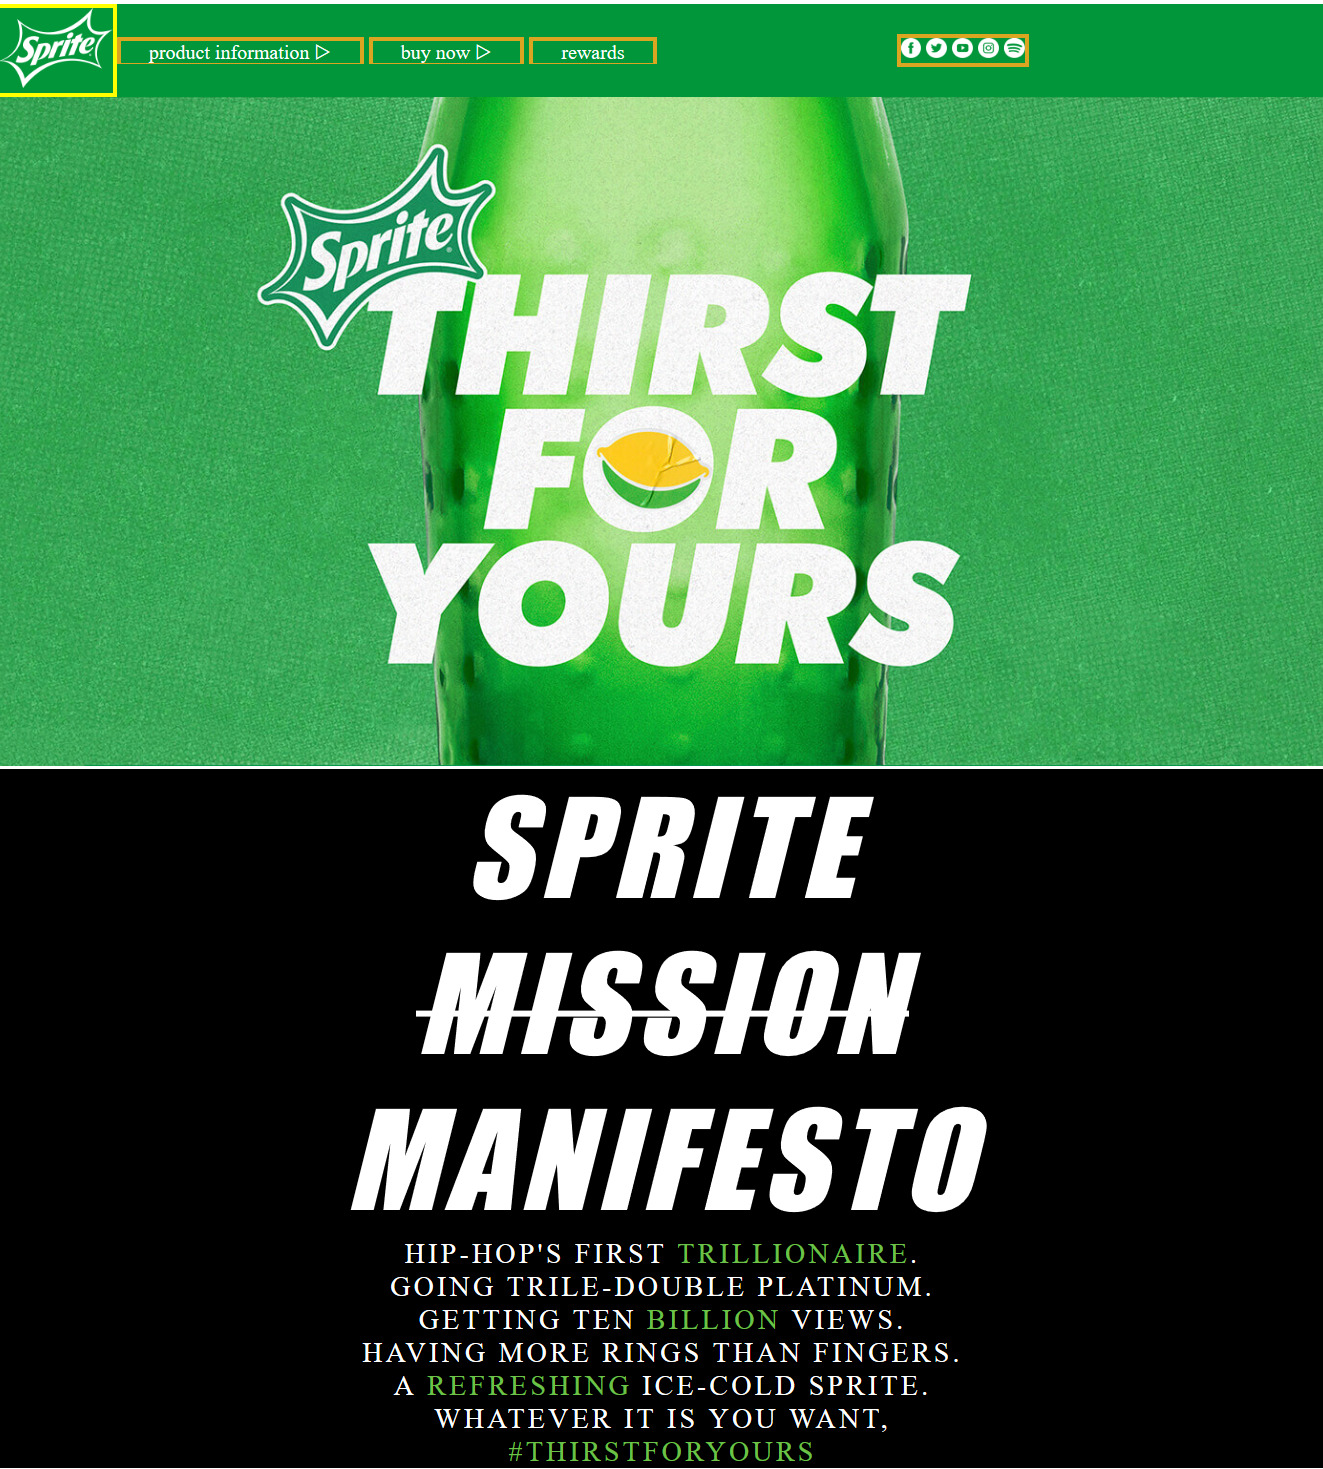 Sprite
product information ▷
buy now ▷
rewards
Sprite
THIRST
FOR
YOURS
SPRITE
MISSION
MANIFESTO
HIP-HOP'S FIRST TRILLIONAIRE.
GOING TRILE-DOUBLE PLATINUM.
GETTING TEN BILLION VIEWS.
HAVING MORE RINGS THAN FINGERS.
A REFRESHING ICE-COLD SPRITE.
WHATEVER IT IS YOU WANT,
#THIRSTFORYOURS